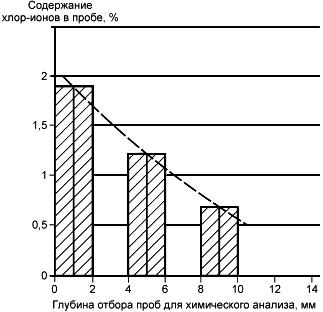 Содержание
хлор-ионов в пробе, %
2
1,5
1
0,5
0
0 2 4 6 8 10 12 14
Глубина отбора проб для химического анализа, мм